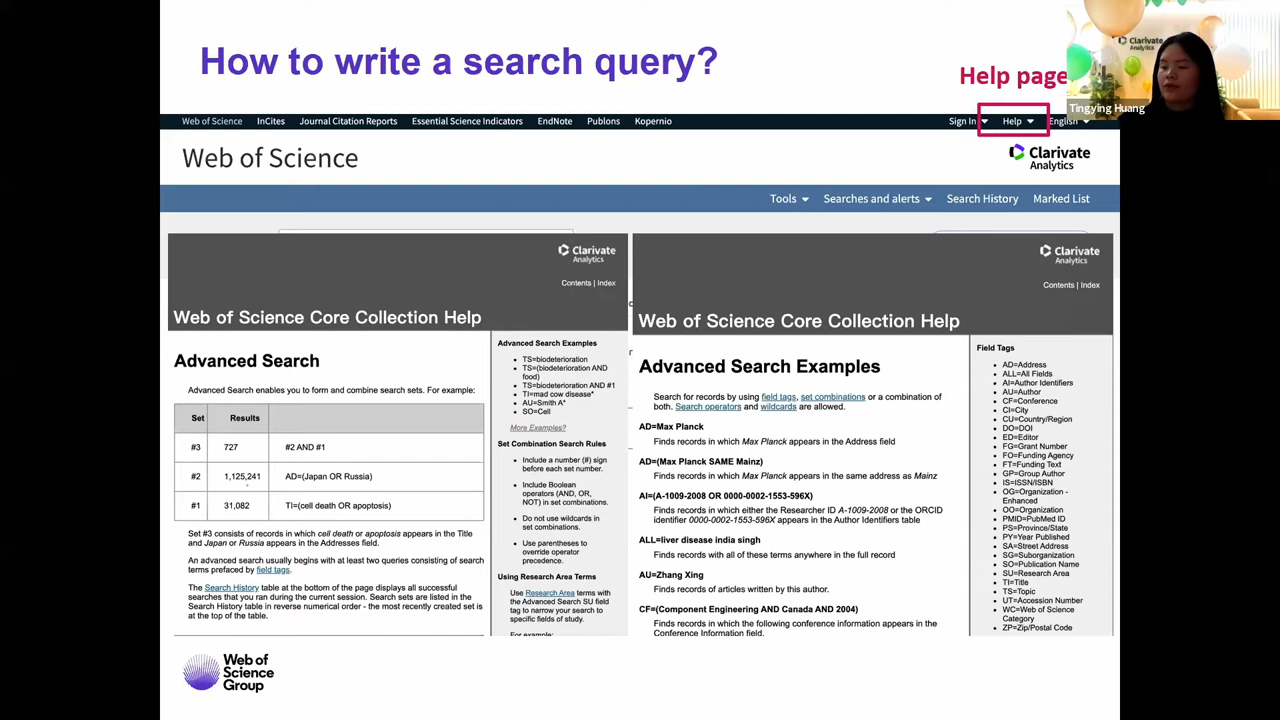 How to write a search query?
Help page
Clarivate
Analytics
Tingying Huang
Web of Science InCites Journal Citation Reports Essential Science Indicators EndNote Publons Kopernio Sign In Help English
Web of Science
Clarivate
Analytics
Tools Searches and alerts Search History Marked List
Clarivate
Analytics
Contents | Index
Web of Science Core Collection Help
Advanced Search
Advanced Search enables you to form and combine search sets. For example:
Set Results
#3 727 #2 AND #1
#2 1,125,241 AD=(Japan OR Russia)
#1 31,082 TI=(cell death OR apoptosis)
Set #3 consists of records in which cell death or apoptosis appears in the Title
and Japan or Russia appears in the Addresses field.
An advanced search usually begins with at least two queries consisting of search
terms prefaced by field tags.
The Search History table at the bottom of the page displays all successful
searches that you ran during the current session. Search sets are listed in the
Search History table in reverse numerical order - the most recently created set is
at the top of the table.
Advanced Search Examples
• TS=biodeterioration
• TS=(biodeterioration AND
food)
• TS=biodeterioration AND #1
• TI=mad cow disease*
• AU=Smith A*
• SO=Cell
More Examples?
Set Combination Search Rules
• Include a number (#) sign
before each set number.
• Include Boolean
operators (AND, OR,
NOT) in set combinations.
• Do not use wildcards in
set combinations.
• Use parentheses to
override operator
precedence.
Using Research Area Terms
Use Research Area terms with
the Advanced Search SU field
tag to narrow your search to
specific fields of study.
For example:
Clarivate
Analytics
Contents | Index
Web of Science Core Collection Help
Advanced Search Examples
Search for records by using field tags, set combinations or a combination of
both. Search operators and wildcards are allowed.
AD=Max Planck
Finds records in which Max Planck appears in the Address field
AD=(Max Planck SAME Mainz)
Finds records in which Max Planck appears in the same address as Mainz
AI=(A-1009-2008 OR 0000-0002-1553-596X)
Finds records in which either the Researcher ID A-1009-2008 or the ORCID
identifier 0000-0002-1553-596X appears in the Author Identifiers table
ALL=liver disease india singh
Finds records with all of these terms anywhere in the full record
AU=Zhang Xing
Finds records of articles written by this author.
CF=(Component Engineering AND Canada AND 2004)
Finds records in which the following conference information appears in the
Conference Information field.
Field Tags
• AD=Address
• ALL=All Fields
• AI=Author Identifiers
• AU=Author
• CF=Conference
• CI=City
• CU=Country/Region
• DO=DOI
• ED=Editor
• FG=Grant Number
• FO=Funding Agency
• FT=Funding Text
• GP=Group Author
• IS=ISSN/ISBN
• OG=Organization -
Enhanced
• OO=Organization
• PMID=PubMed ID
• PS=Province/State
• PY=Year Published
• SA=Street Address
• SG=Suborganization
• SO=Publication Name
• SU=Research Area
• TI=Title
• TS=Topic
• UT=Accession Number
• WC=Web of Science
Category
• ZP=Zip/Postal Code
Web of
Science
Group